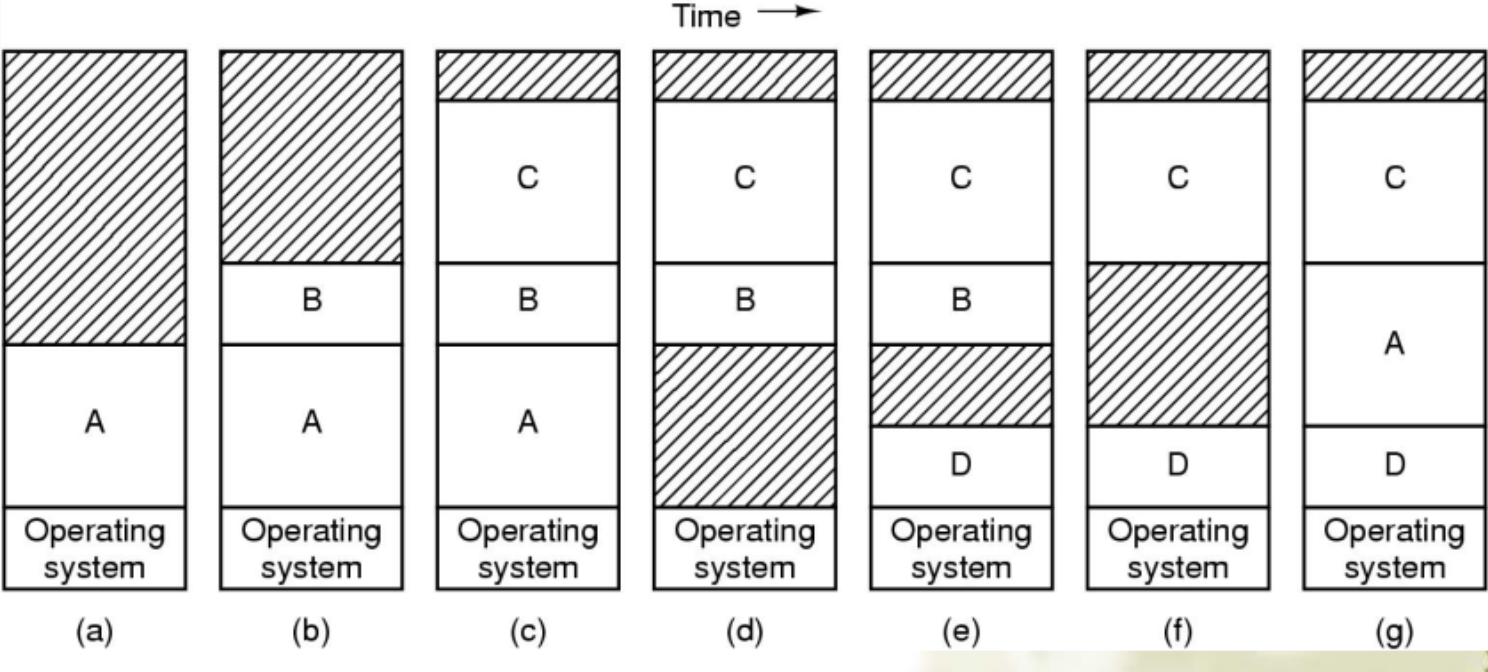 Time
C C C C C
B B B B
A A A A
D D D
Operating system Operating system Operating system Operating system Operating system Operating system Operating system
(a) (b) (c) (d) (e) (f) (g)